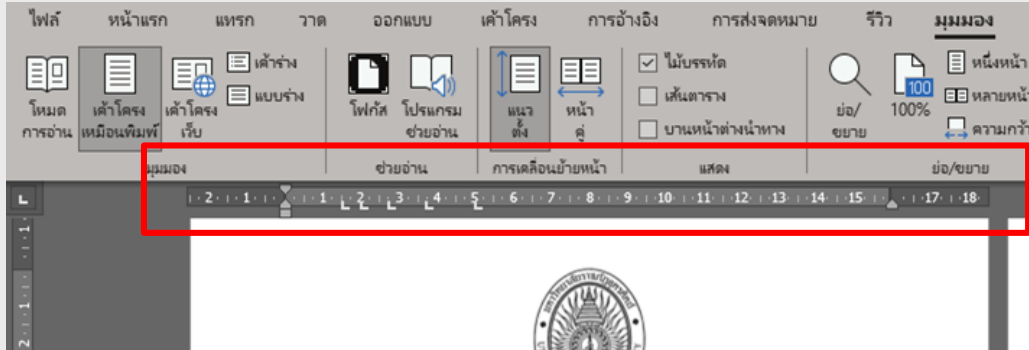 ไฟล์ หน้าแรก แทรก วาด ออกแบบ เค้าโครง การอ้างอิง การส่งจดหมาย รีวิว มุมมอง
โหมด
การอ่าน
เค้าโครง
เหมือนพิมพ์
เค้าโครง
เว็บ
เค้าร่าง
แบบร่าง
โฟกัส
โปรแกรม
ช่วยอ่าน
แนว
ตั้ง
หน้า
คู่
ไม้บรรทัด
เส้นตาราง
บานหน้าต่างนำทาง
ย่อ/
ขยาย
100
100%
หนึ่งหน้า
หลายหน้า
ความกว้า
มุมมอง ช่วยอ่าน การเคลื่อนย้ายหน้า แสดง ย่อ/ขยาย
2 1 1 2 3 4 5 6 7 8 9 10 11 12 13 14 15 17 18
1
1
2